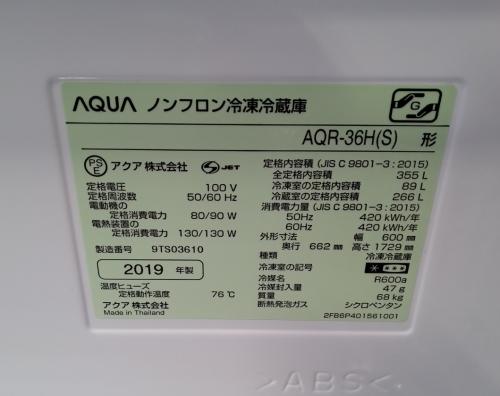 AQUA ノンフロン冷凍冷蔵庫
G
AQR-36H(S) 形
PS E アクア 株式会社 S JET
定格電圧 100 V
定格周波数 50/60 Hz
電動機の
定格消費電力 80/90 W
電熱装置の
定格消費電力 130/130 W
製造番号 9TS03610
2019 年製
温度ヒューズ
定格動作温度 76℃
アクア 株式会社
Made in Thailand
定格内容積 (JIS C 9801-3 : 2015)
全定格内容積 355 L
冷凍室の定格内容積 89 L
冷蔵室の定格内容積 266 L
消費電力量 (JIS C 9801-3 : 2015)
50Hz 420 kWh/年
60Hz 420 kWh/年
外形寸法 幅 600 mm
奥行 662 mm 高さ 1729 mm
種類 冷凍冷蔵庫
冷凍室の記号
冷媒名 R600a
冷媒封入量 47 g
質量 68 kg
断熱発泡ガス シクロペンタン
2FB6P401561001
>ABS<